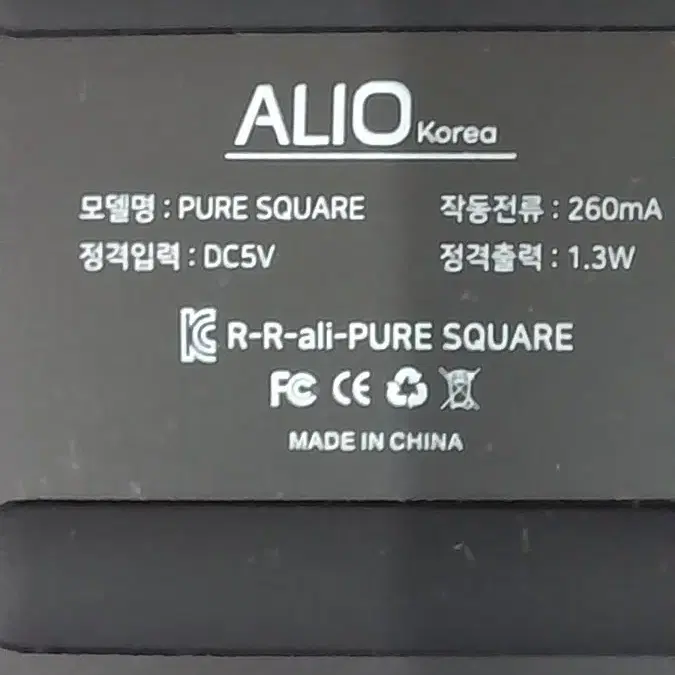 ALIO Korea
모델명 : PURE SQUARE 작동전류 : 260mA
정격입력 : DC5V 정격출력 : 1.3W
KC R-R-ali-PURE SQUARE
FC CE
MADE IN CHINA